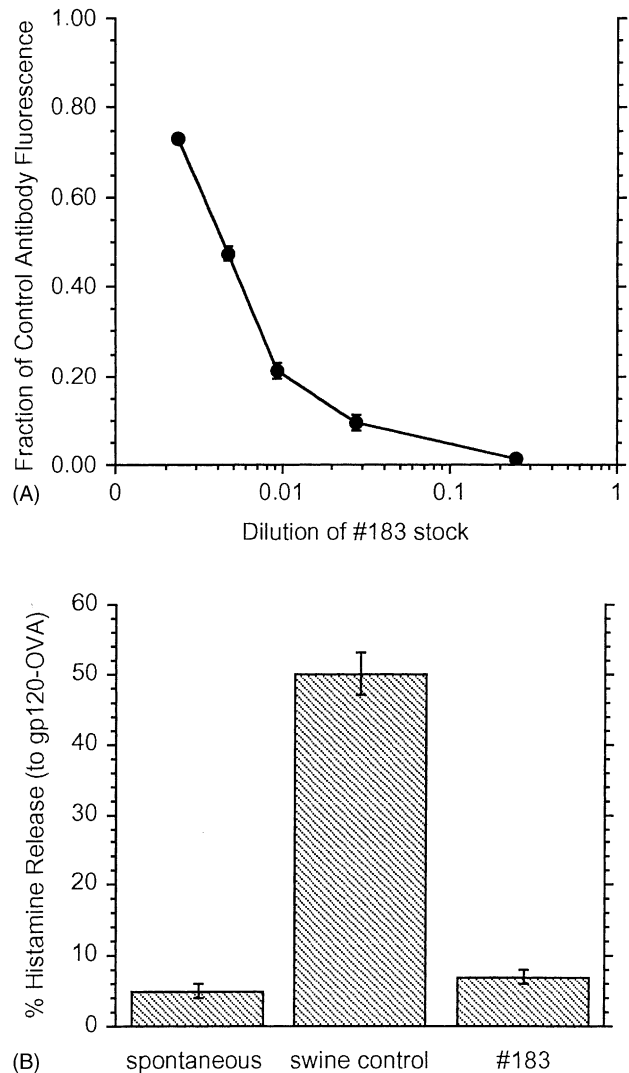 Fraction of Control Antibody Fluorescence
1.00
0.80
0.60
0.40
0.20
0.00
(A)
0 0.01 0.1 1
Dilution of #183 stock
% Histamine Release (to gp120-OVA)
60
50
40
30
20
10
0
(B)
spontaneous swine control #183